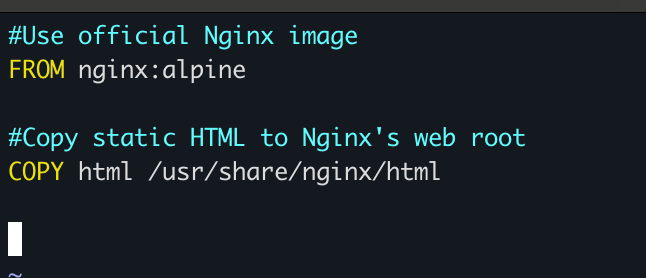 #Use official Nginx image
FROM nginx:alpine
#Copy static HTML to Nginx's web root
COPY html /usr/share/nginx/html
~